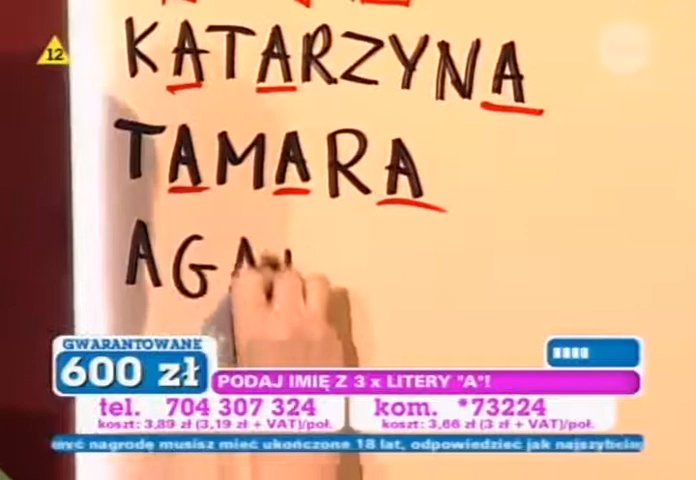 12
KATARZYNA
TAMARA
AGA
GWARANTOWANE
600 zł
PODAJ IMIĘ Z 3 x LITERY "A"!
tel. 704 307 324
koszt: 3,89 zł (3,19 zł + VAT)/poł.
kom. *73224
koszt: 3,66 zł (3 zł + VAT)/poł.
nagrodę musisz mieć ukończone 18 lat, odpowiedzieć jak